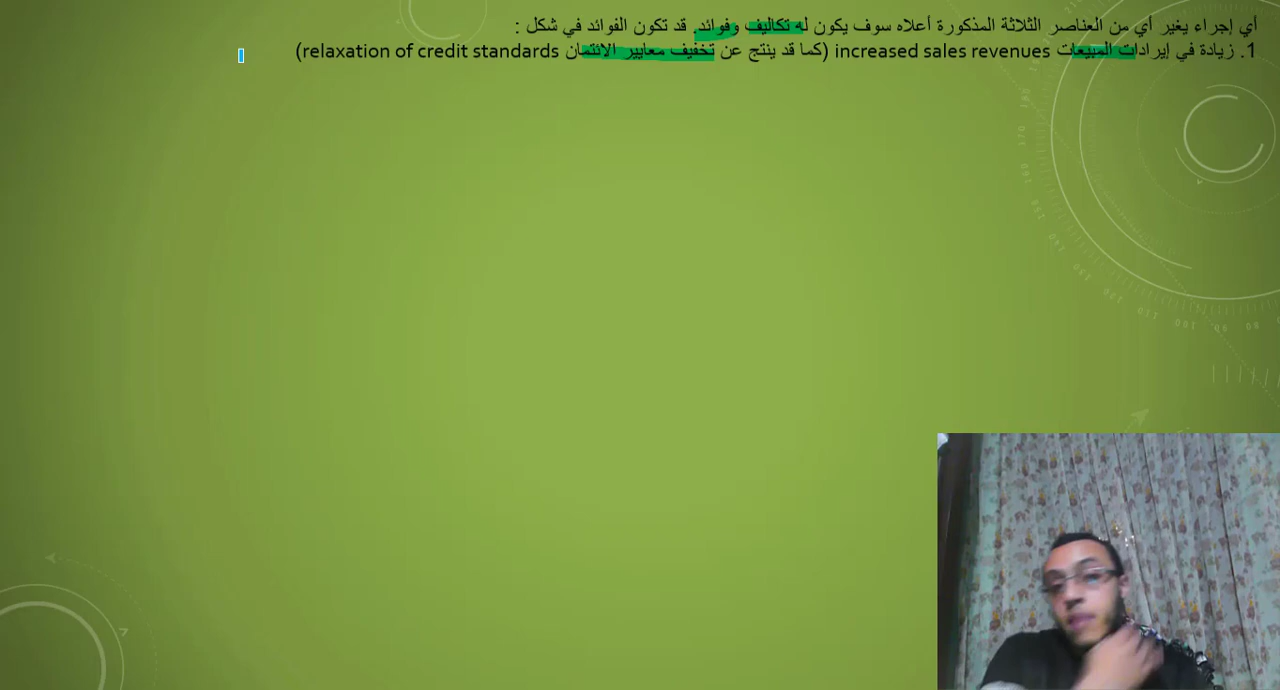 أي إجراء يغير أي من العناصر الثلاثة المذكورة أعلاه سوف يكون له تكاليف وفوائد. قد تكون الفوائد في شكل :
1. زيادة في إيرادات المبيعات increased sales revenues (كما قد ينتج عن تخفيف معايير الائتمان relaxation of credit standards)